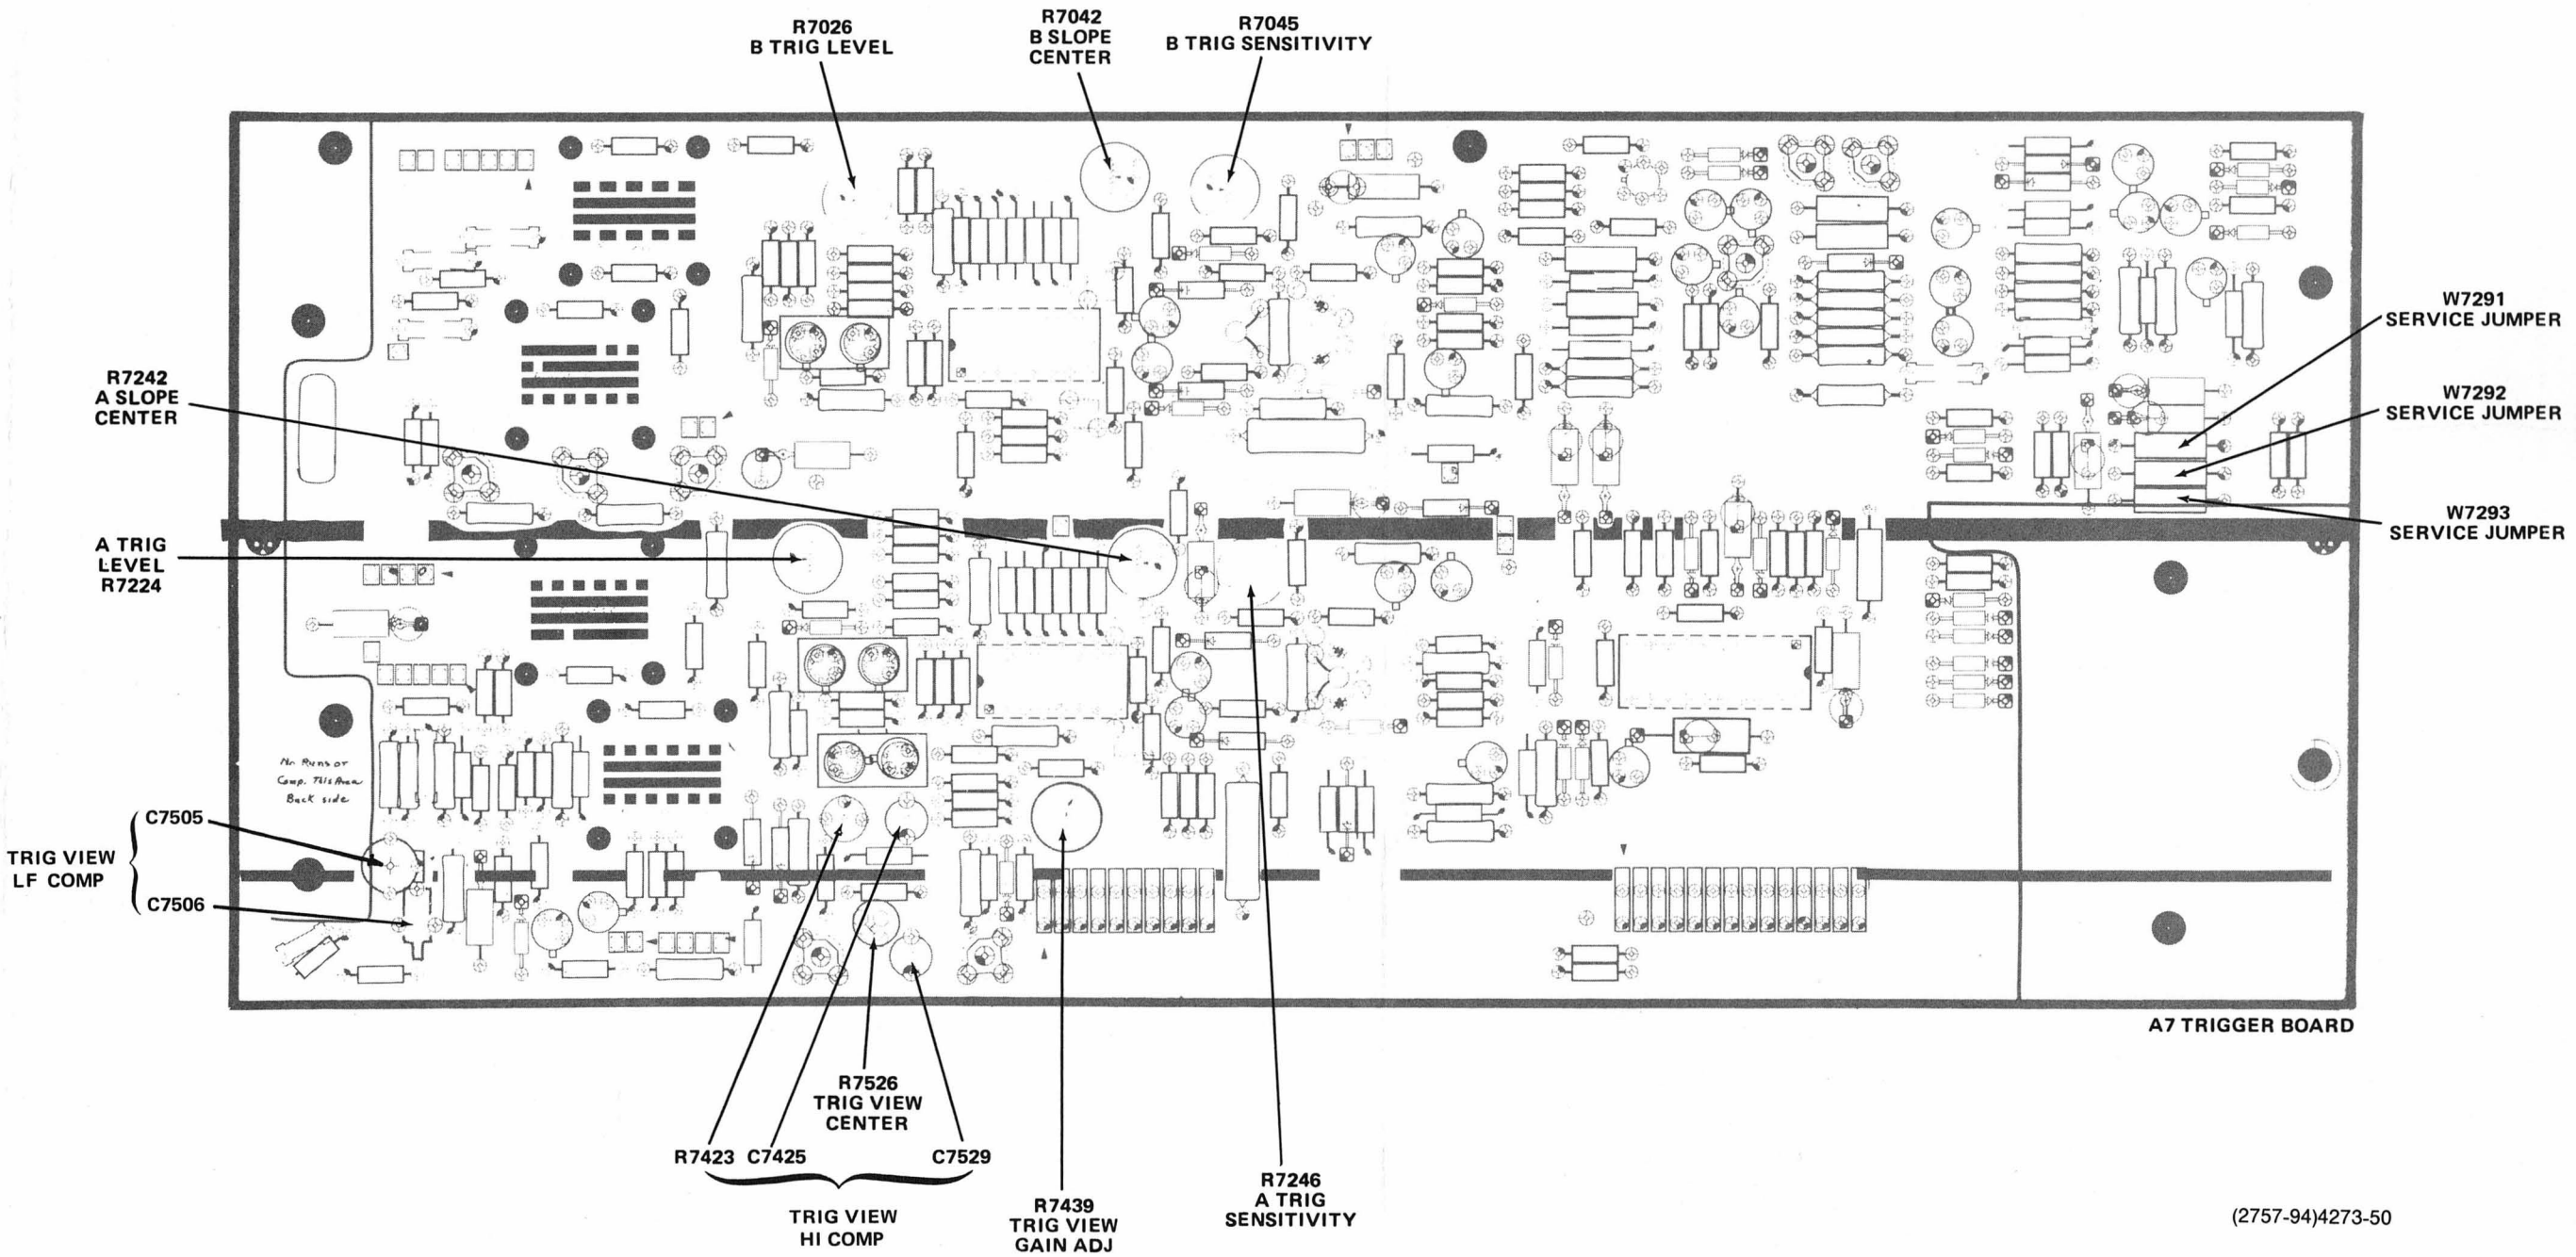 R7026
B TRIG LEVEL
R7042
B SLOPE
CENTER
R7045
B TRIG SENSITIVITY
W7291
SERVICE JUMPER
W7292
SERVICE JUMPER
W7293
SERVICE JUMPER
R7242
A SLOPE
CENTER
A TRIG
LEVEL
R7224
No Runs or
Comp. This Area
Back side
C7505
TRIG VIEW
LF COMP
C7506
A7 TRIGGER BOARD
R7526
TRIG VIEW
CENTER
R7423 C7425 C7529
TRIG VIEW
HI COMP
R7439
TRIG VIEW
GAIN ADJ
R7246
A TRIG
SENSITIVITY
(2757-94)4273-50